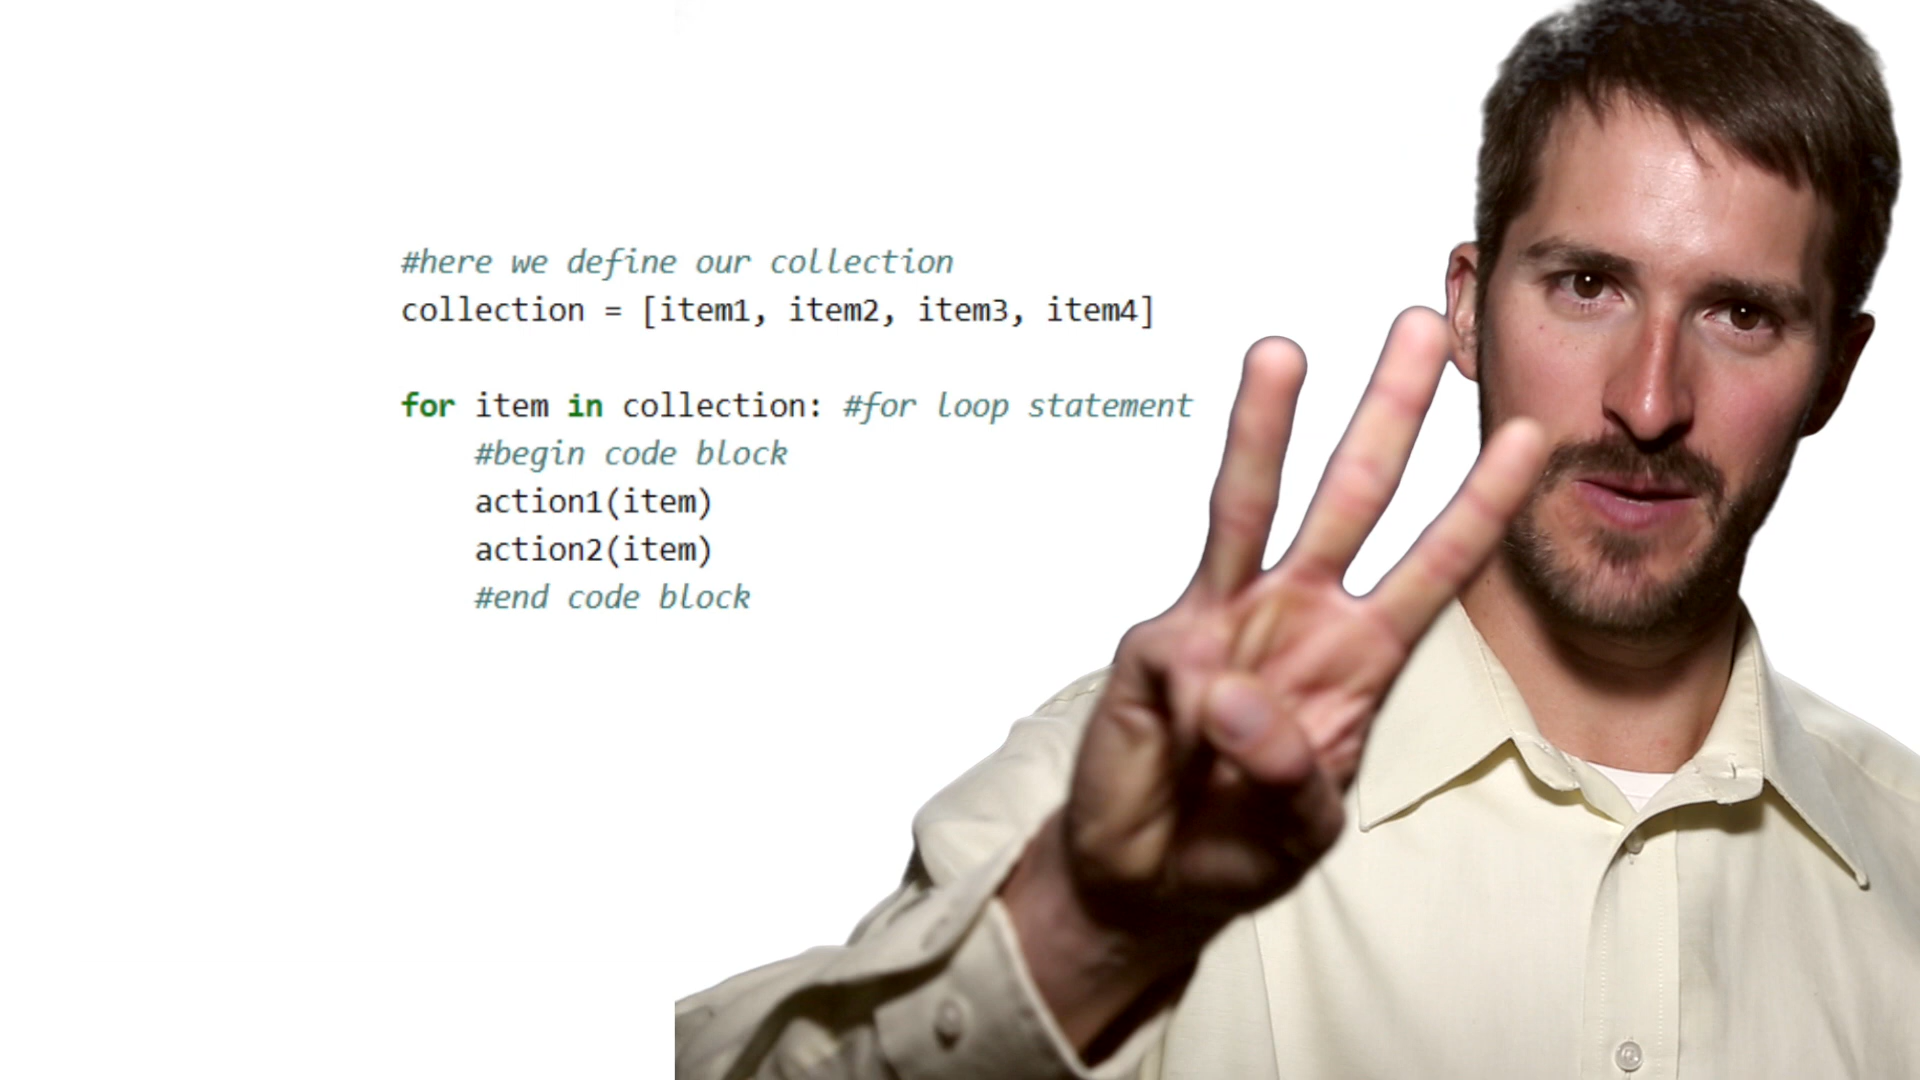 #here we define our collection
collection = [item1, item2, item3, item4]
for item in collection: #for loop statement
#begin code block
action1(item)
action2(item)
#end code block